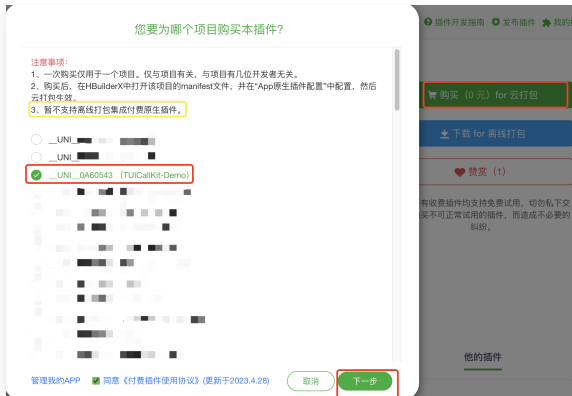 您要为哪个项目购买本插件?
注意事项:
1、一次购买仅用于一个项目。仅与项目有关，与项目有几位开发者无关。
2、购买后，在HBuilderX中打开该项目的manifest文件，并在“App原生插件配置”中配置，然后
云打包生效。
3、暂不支持离线打包集成付费原生插件。
__UNI_
__UNI_
__UNI__0A60543 （TUICallKit-Demo）
管理我的APP 同意《付费插件使用协议》(更新于2023.4.28) 取消 下一步
插件开发指南 发布插件 我的
购买（0 元）for 云打包
下载 for 离线打包
赞赏（1）
有收费插件均支持免费试用，切勿私下交
买不可正常试用的插件，而造成不必要的
纠纷。
他的插件